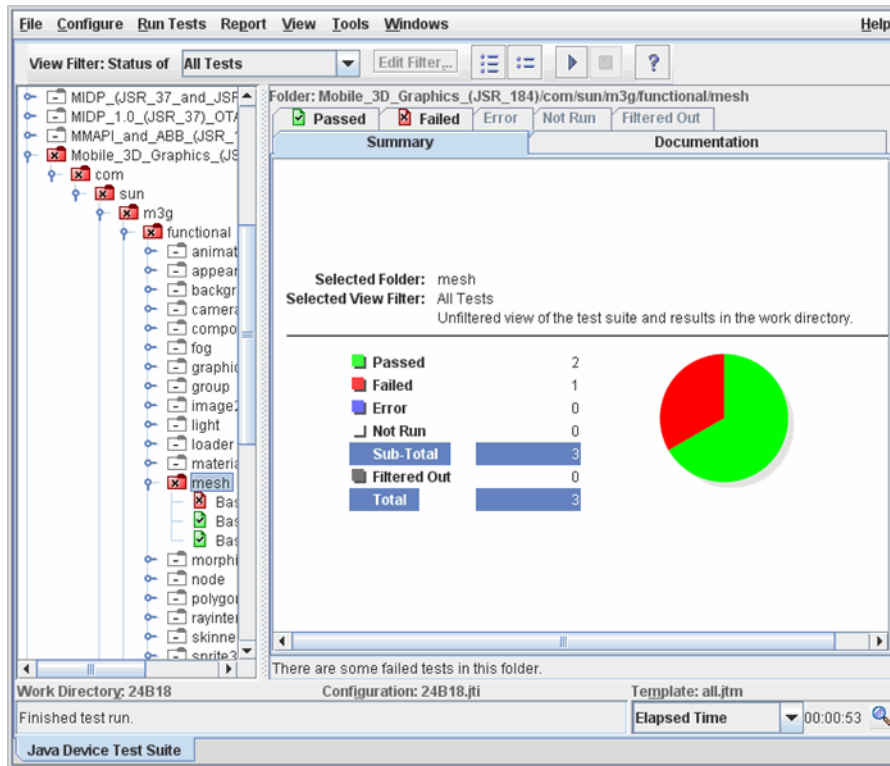 File Configure Run Tests Report View Tools Windows Help
View Filter: Status of All Tests Edit Filter... ?
MIDP_(JSR_37_and_JSR
MIDP_1.0_(JSR_37)_OTA
MMAPI_and_ABB_(JSR_1
Mobile_3D_Graphics_(JS
com
sun
m3g
functional
animat
appear
backgr
camera
compo
fog
graphic
group
image2
light
loader
materia
mesh
Bas
Bas
Bas
morphi
node
polygon
rayinter
skinne
sprite3
Folder: Mobile_3D_Graphics_(JSR_184)/com/sun/m3g/functional/mesh
Passed Failed Error Not Run Filtered Out
Summary Documentation
Selected Folder: mesh
Selected View Filter: All Tests
Unfiltered view of the test suite and results in the work directory.
Passed 2
Failed 1
Error 0
Not Run 0
Sub-Total 3
Filtered Out 0
Total 3
There are some failed tests in this folder.
Work Directory: 24B18 Configuration: 24B18.jti Template: all.jtm
Finished test run. Elapsed Time 00:00:53
Java Device Test Suite